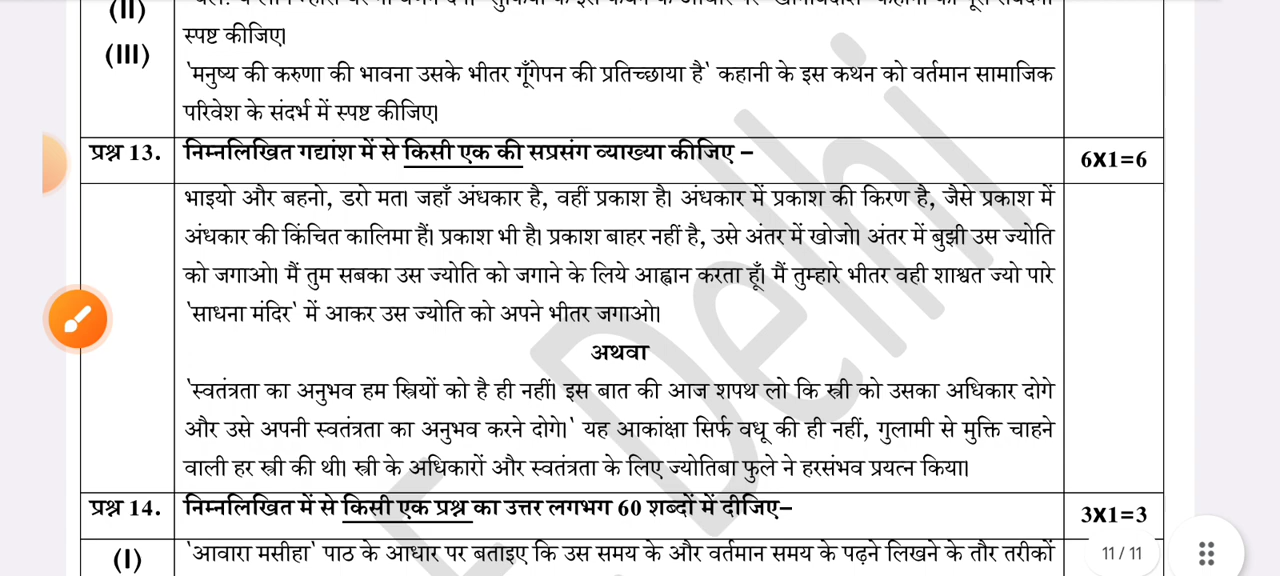 (II)
स्पष्ट कीजिए।
(III) 'मनुष्य की करुणा की भावना उसके भीतर गूँगेपन की प्रतिच्छाया है' कहानी के इस कथन को वर्तमान सामाजिक
परिवेश के संदर्भ में स्पष्ट कीजिए।
प्रश्न 13. निम्नलिखित गद्यांश में से किसी एक की सप्रसंग व्याख्या कीजिए – 6X1=6
भाइयो और बहनो, डरो मत। जहाँ अंधकार है, वहीं प्रकाश है। अंधकार में प्रकाश की किरण है, जैसे प्रकाश में
अंधकार की किंचित कालिमा हैं। प्रकाश भी है। प्रकाश बाहर नहीं है, उसे अंतर में खोजो। अंतर में बुझी उस ज्योति
को जगाओ। मैं तुम सबका उस ज्योति को जगाने के लिये आह्वान करता हूँ। मैं तुम्हारे भीतर वही शाश्वत ज्यो पारे
'साधना मंदिर' में आकर उस ज्योति को अपने भीतर जगाओ।
अथवा
'स्वतंत्रता का अनुभव हम स्त्रियों को है ही नहीं। इस बात की आज शपथ लो कि स्त्री को उसका अधिकार दोगे
और उसे अपनी स्वतंत्रता का अनुभव करने दोगे।' यह आकांक्षा सिर्फ वधू की ही नहीं, गुलामी से मुक्ति चाहने
वाली हर स्त्री की थी। स्त्री के अधिकारों और स्वतंत्रता के लिए ज्योतिबा फुले ने हरसंभव प्रयत्न किया।
प्रश्न 14. निम्नलिखित में से किसी एक प्रश्न का उत्तर लगभग 60 शब्दों में दीजिए– 3X1=3
(I) 'आवारा मसीहा' पाठ के आधार पर बताइए कि उस समय के और वर्तमान समय के पढ़ने लिखने के तौर तरीकों
11 / 11
Delhi